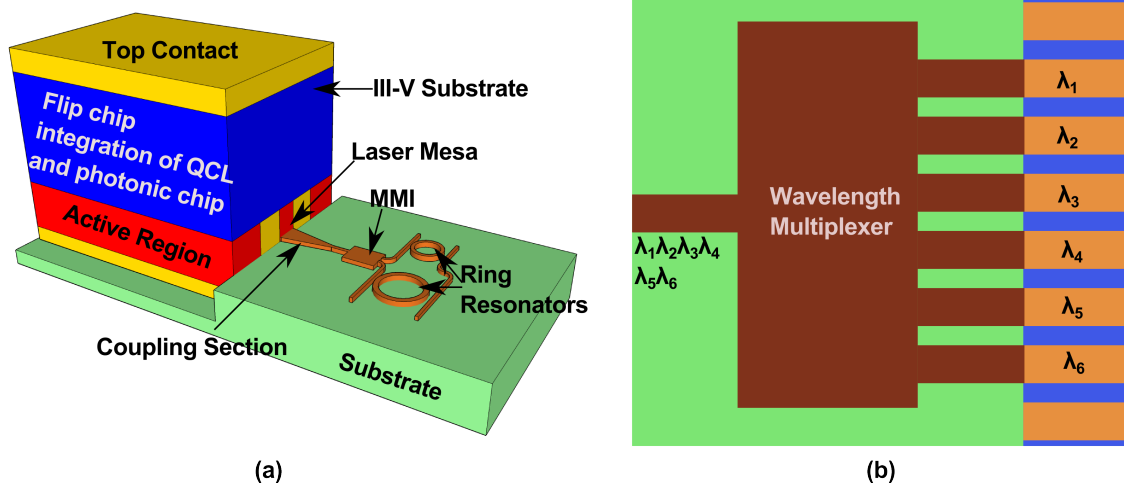 Top Contact
III-V Substrate
Flip chip
integration of QCL
and photonic chip
Laser Mesa
MMI
Active Region
Ring
Resonators
Coupling Section
Substrate
(a)
Wavelength
Multiplexer
λ₁λ₂λ₃λ₄
λ₅λ₆
λ₁
λ₂
λ₃
λ₄
λ₅
λ₆
(b)